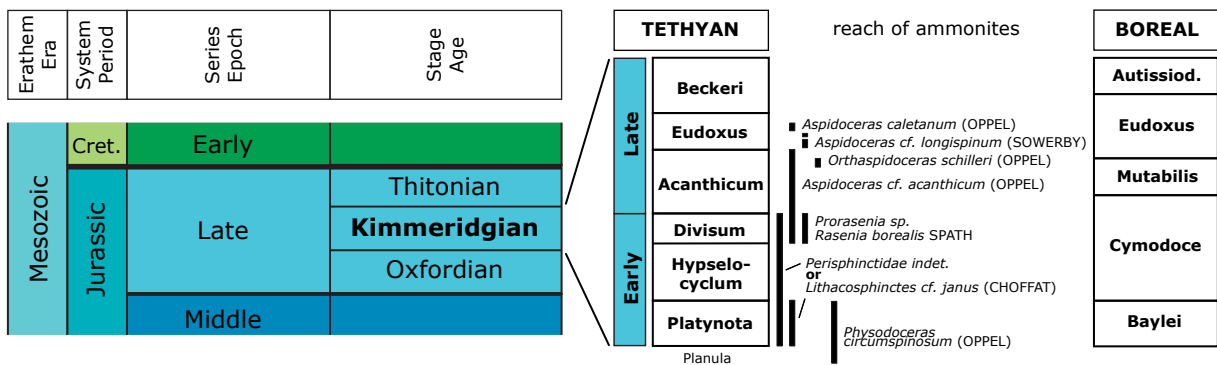 Erathem
Era
System
Period
Series
Epoch
Stage
Age
Mesozoic
Cret.
Jurassic
Early
Late
Middle
Thitonian
Kimmeridgian
Oxfordian
TETHYAN
reach of ammonites
BOREAL
Late
Early
Beckeri
Eudoxus
Acanthicum
Divisum
Hypselo-
cyclum
Platynota
Planula
Aspidoceras caletanum (OPPEL)
Aspidoceras cf. longispinum (SOWERBY)
Orthaspidoceras schilleri (OPPEL)
Aspidoceras cf. acanthicum (OPPEL)
Prorasenia sp.
Rasenia borealis SPATH
Perisphinctidae indet.
or
Lithacosphinctes cf. janus (CHOFFAT)
Physodoceras
circumspinosum (OPPEL)
Autissiod.
Eudoxus
Mutabilis
Cymodoce
Baylei